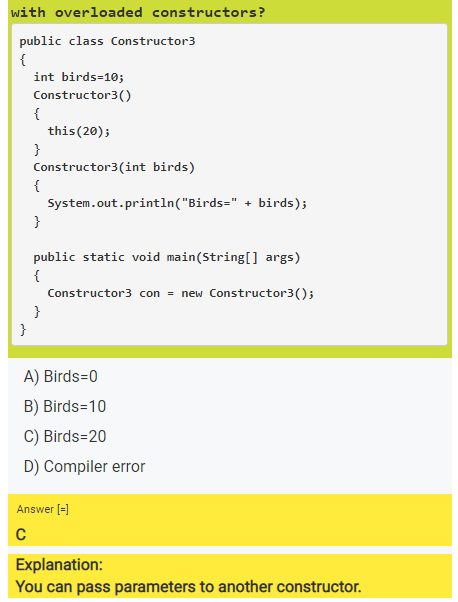 with overloaded constructors?
public class Constructor3
{
  int birds=10;
  Constructor3()
  {
    this(20);
  }
  Constructor3(int birds)
  {
    System.out.println("Birds=" + birds);
  }

  public static void main(String[] args)
  {
    Constructor3 con = new Constructor3();
  }
}
A) Birds=0
B) Birds=10
C) Birds=20
D) Compiler error
Answer [=]
C
Explanation:
You can pass parameters to another constructor.